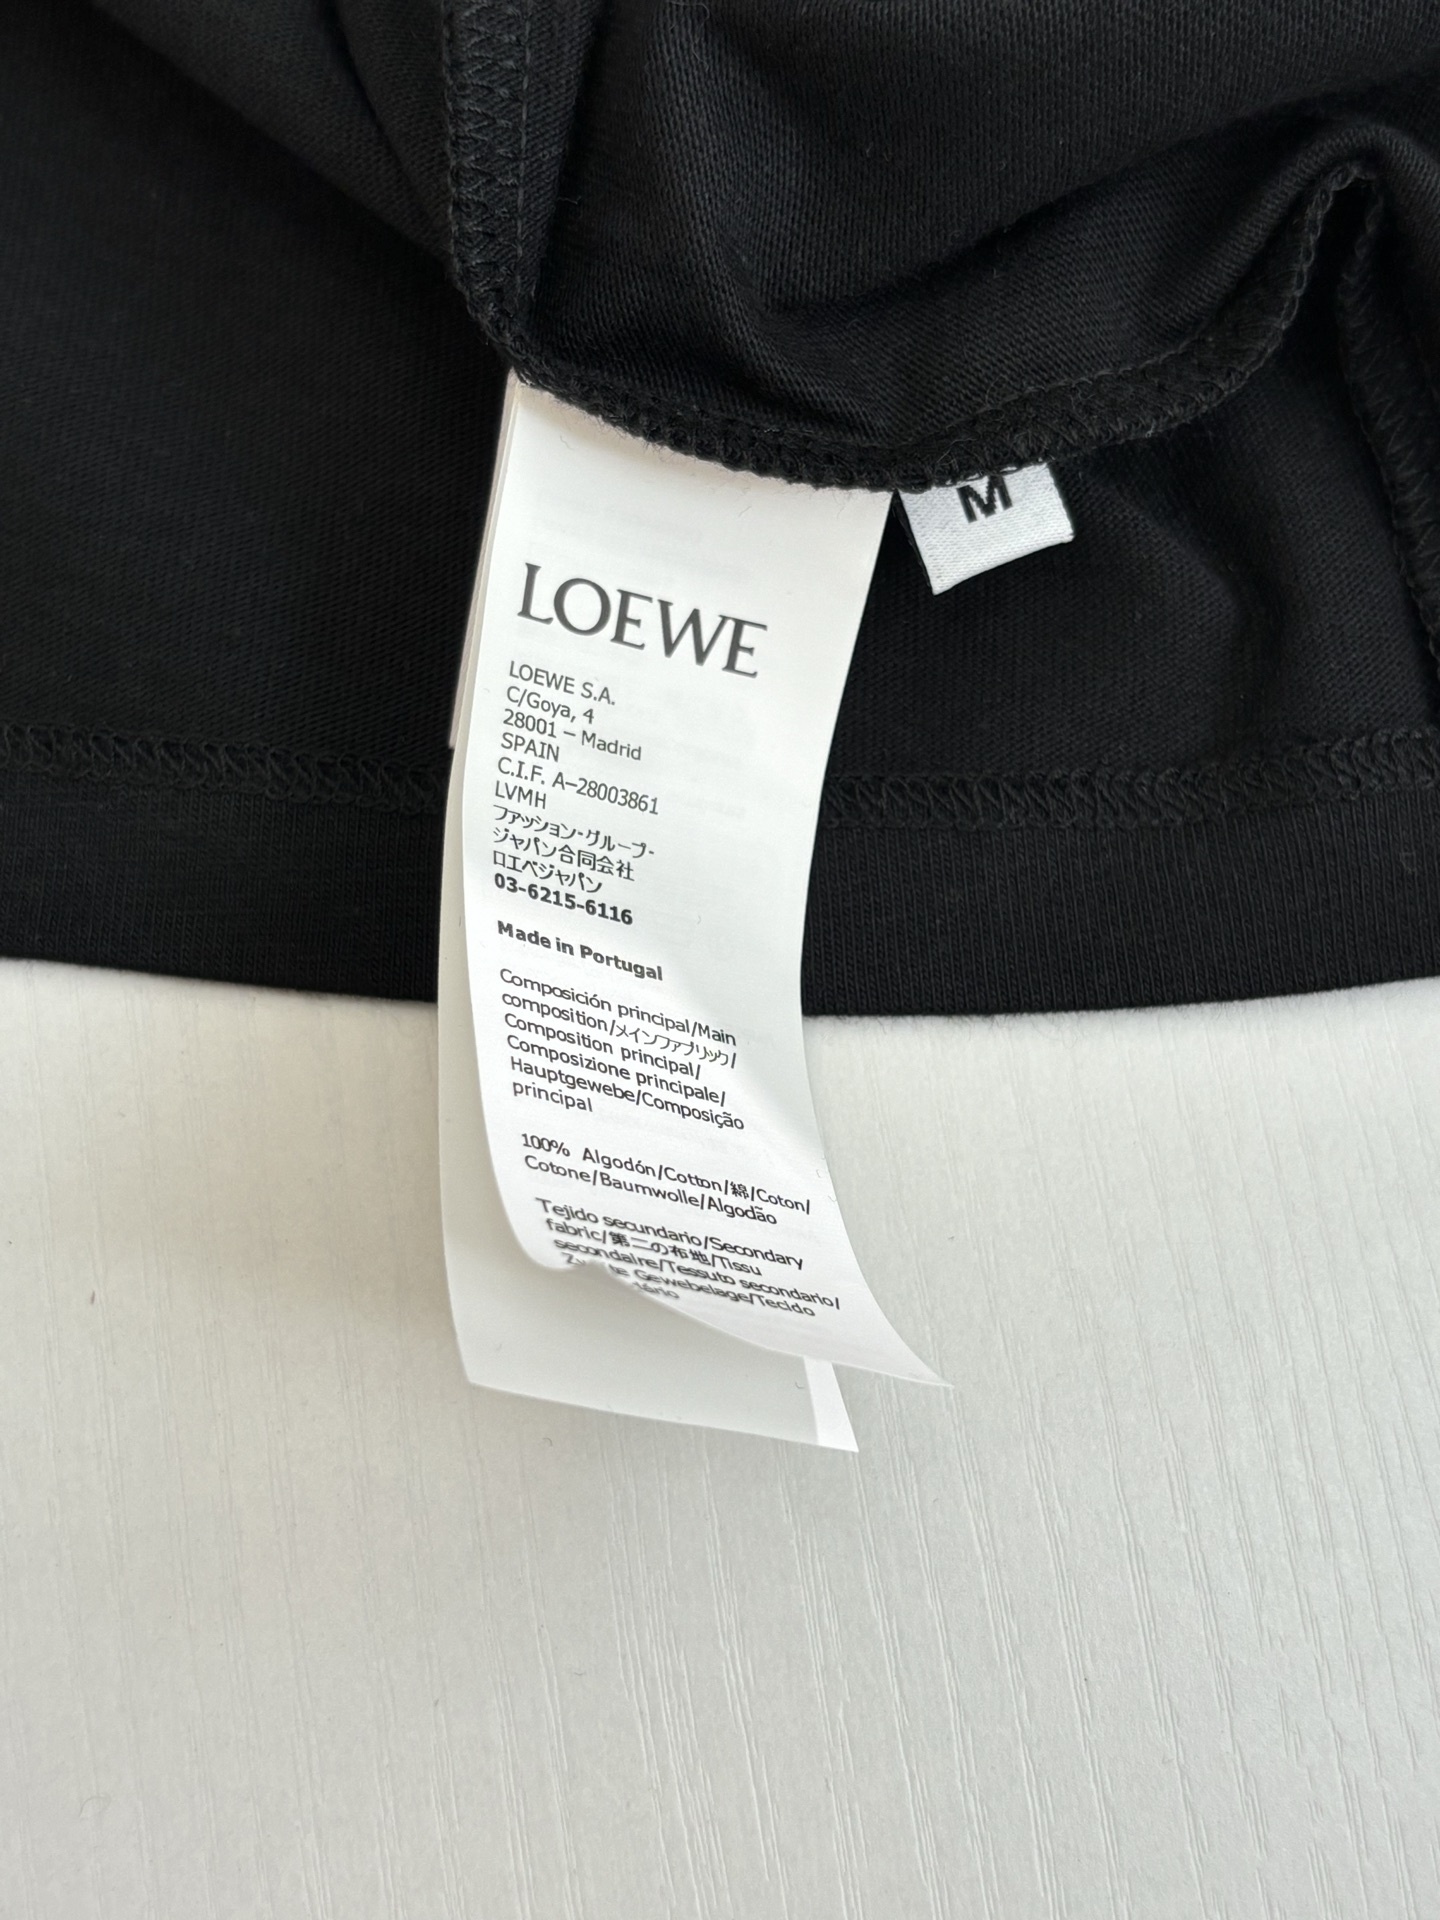 M
LOEWE
LOEWE S.A.
C/Goya, 4
28001 – Madrid
SPAIN
C.I.F. A–28003861
LVMH
ファッション・グループ・
ジャパン合同会社
ロエベジャパン
03-6215-6116
Made in Portugal
Composición principal/Main
composition/メインファブリック/
Composition principal/
Composizione principale/
Hauptgewebe/Composição
principal
100% Algodón/Cotton/綿/Coton/
Cotone/Baumwolle/Algodão
Tejido secundario/Secondary
fabric/第二の布地/Tissu
secondaire/Tessuto secondario/
Gewebelage/Tecido